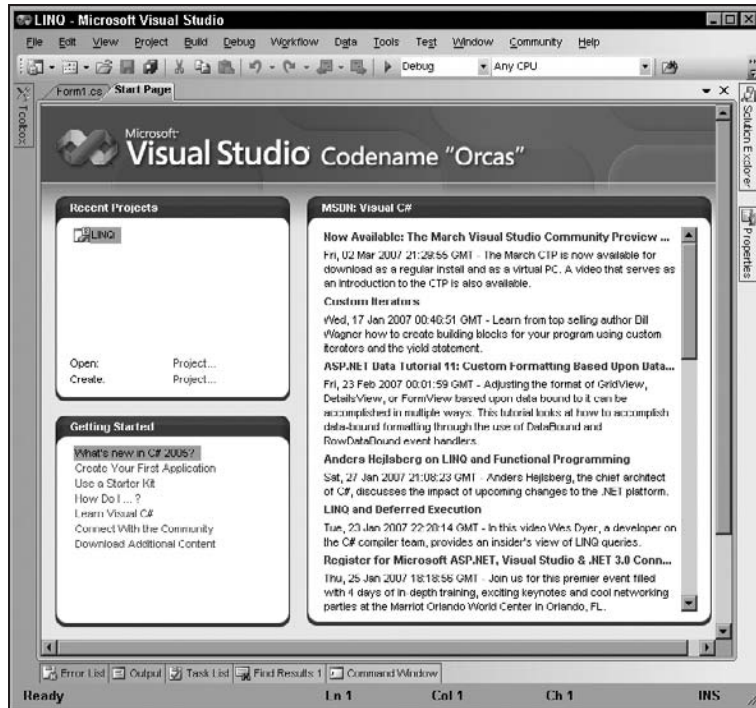 LINQ - Microsoft Visual Studio
File Edit View Project Build Debug Workflow Data Tools Test Window Community Help
Debug Any CPU
Toolbox
Form1.cs Start Page
Solution Explorer
Properties
Microsoft
Visual Studio Codename "Orcas"
Recent Projects
LINQ
Open: Project...
Create: Project...
Getting Started
What's new in C# 2005?
Create Your First Application
Use a Starter Kit
How Do I ... ?
Learn Visual C#
Connect With the Community
Download Additional Content
MSDN: Visual C#
Now Available: The March Visual Studio Community Preview ...
Fri, 02 Mar 2007 21:29:55 GMT - The March CTP is now available for
download as a regular install and as a virtual PC. A video that serves as
an introduction to the CTP is also available.
Custom Iterators
Wed, 17 Jan 2007 00:46:51 GMT - Learn from top selling author Bill
Wagner how to create building blocks for your program using custom
iterators and the yield statement.
ASP.NET Data Tutorial 11: Custom Formatting Based Upon Data...
Fri, 23 Feb 2007 00:01:59 GMT - Adjusting the format of GridView,
DetailsView, or FormView based upon data bound to it can be
accomplished in multiple ways. This tutorial looks at how to accomplish
data-bound formatting through the use of DataBound and
RowDataBound event handlers.
Anders Hejlsberg on LINQ and Functional Programming
Sat, 27 Jan 2007 21:08:23 GMT - Anders Hejlsberg, the chief architect
of C#, discusses the impact of upcoming changes to the .NET platform.
LINQ and Deferred Execution
Tue, 23 Jan 2007 22:20:14 GMT - In this video Wes Dyer, a developer on
the C# compiler team, provides an insider's view of LINQ queries.
Register for Microsoft ASP.NET, Visual Studio & .NET 3.0 Conn...
Thu, 25 Jan 2007 18:18:56 GMT - Join us for this premier event filled
with 4 days of in-depth training, exciting keynotes and cool networking
parties at the Marriot Orlando World Center in Orlando, FL.
Error List Output Task List Find Results 1 Command Window
Ready Ln 1 Col 1 Ch 1 INS